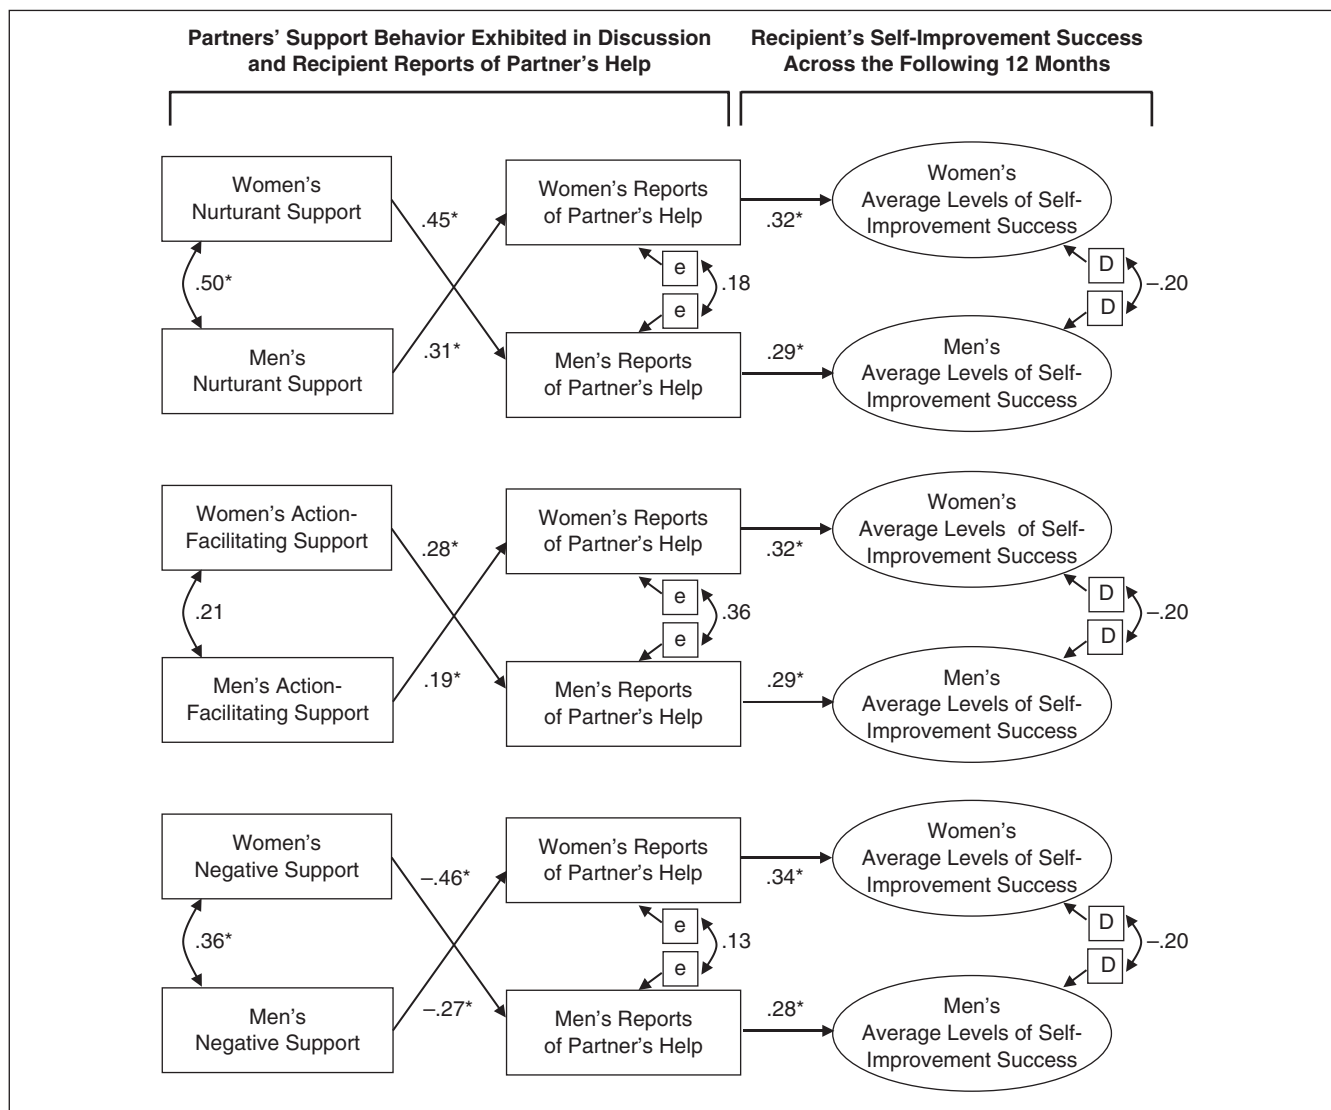 Partners’ Support Behavior Exhibited in Discussion
and Recipient Reports of Partner’s Help
Recipient’s Self-Improvement Success
Across the Following 12 Months
Women’s
Nurturant Support
.50*
Men’s
Nurturant Support
.45*
.31*
Women’s Reports
of Partner’s Help
e
e
.18
Men’s Reports
of Partner’s Help
.32*
.29*
Women’s
Average Levels of Self-
Improvement Success
D
D
–.20
Men’s
Average Levels of Self-
Improvement Success
Women’s Action-
Facilitating Support
.21
Men’s Action-
Facilitating Support
.28*
.19*
Women’s Reports
of Partner’s Help
e
e
.36
Men’s Reports
of Partner’s Help
.32*
.29*
Women’s
Average Levels of Self-
Improvement Success
D
D
–.20
Men’s
Average Levels of Self-
Improvement Success
Women’s
Negative Support
.36*
Men’s
Negative Support
–.46*
–.27*
Women’s Reports
of Partner’s Help
e
e
.13
Men’s Reports
of Partner’s Help
.34*
.28*
Women’s
Average Levels of Self-
Improvement Success
D
D
–.20
Men’s
Average Levels of Self-
Improvement Success